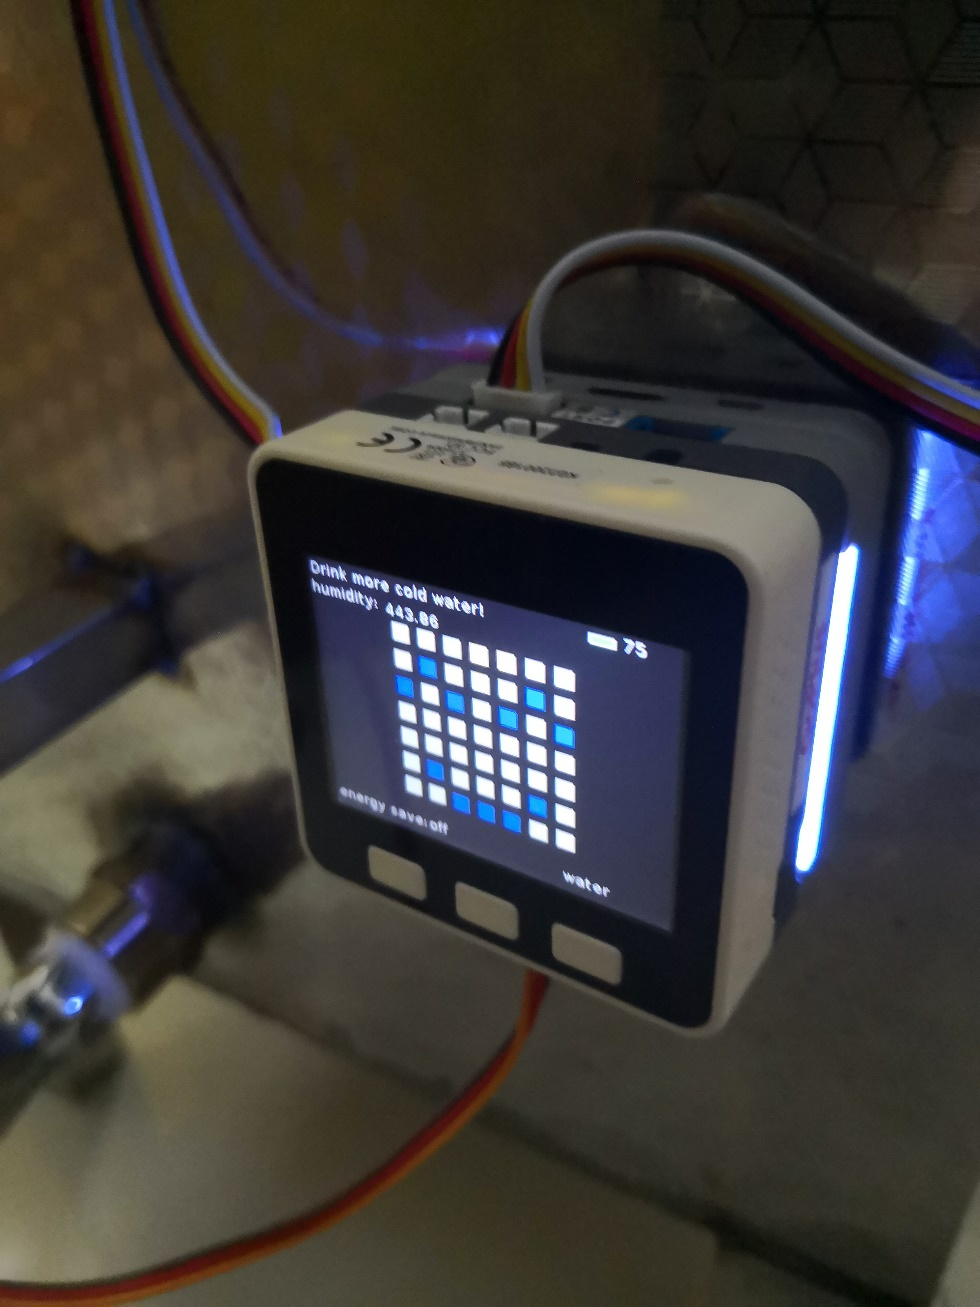 Drink more cold water!
humidity: 443.86
75
energy save:off
water